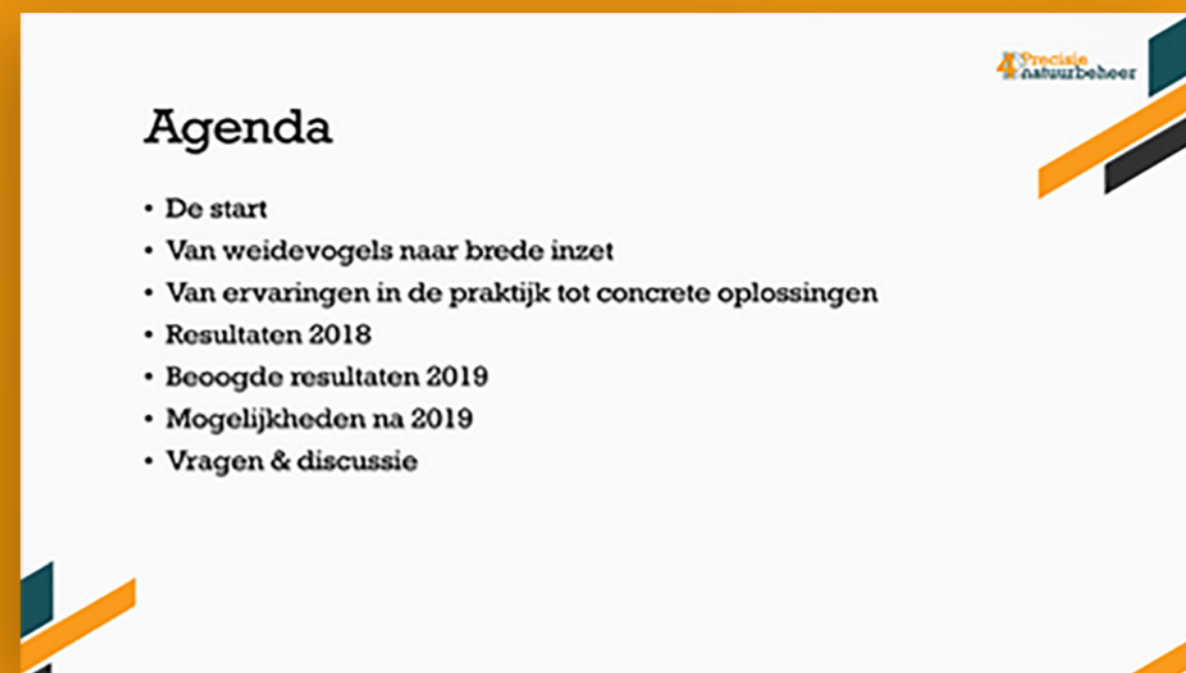 4 Precisie
natuurbeheer
Agenda
• De start
• Van weidevogels naar brede inzet
• Van ervaringen in de praktijk tot concrete oplossingen
• Resultaten 2018
• Beoogde resultaten 2019
• Mogelijkheden na 2019
• Vragen & discussie